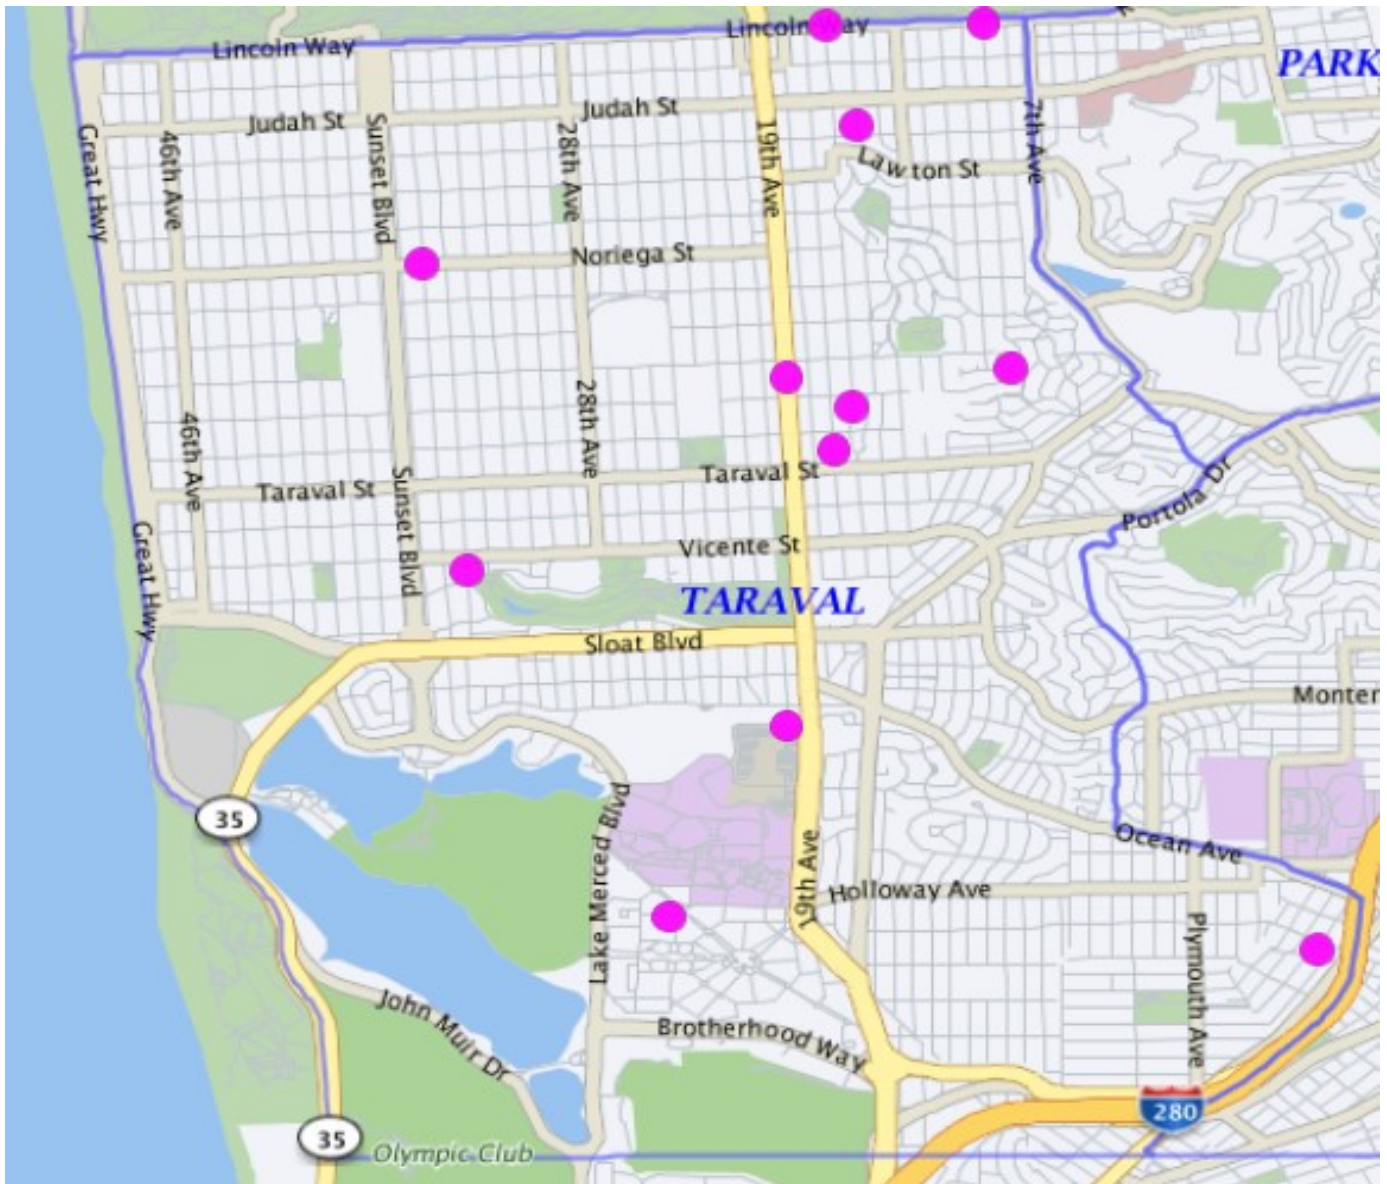 Lincoln Way
Lincoln Way
PARK
Judah St
Judah St
Great Hwy
46th Ave
Sunset Blvd
28th Ave
19th Ave
7th Ave
Lawton St
Noriega St
46th Ave
28th Ave
Taraval St
Taraval St
Sunset Blvd
Portola Dr
Great Hwy
Vicente St
TARAVAL
Sloat Blvd
Monter
35
Lake Merced Blvd
19th Ave
Ocean Ave
Holloway Ave
Plymouth Ave
John Muir Dr
Brotherhood Way
280
35
Olympic Club